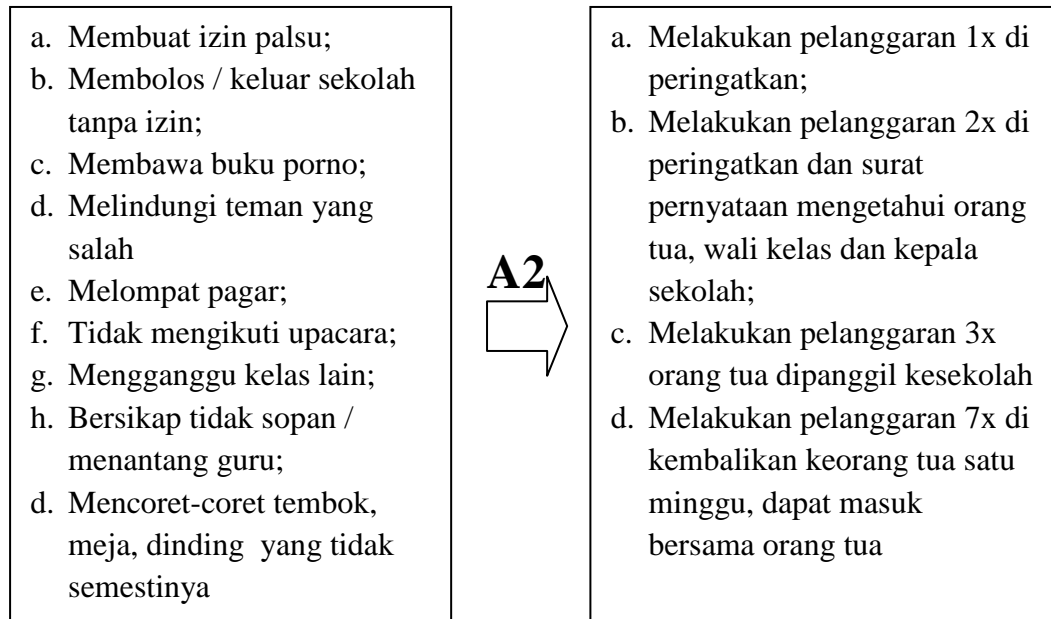 a. Membuat izin palsu;
b. Membolos / keluar sekolah
tanpa izin;
c. Membawa buku porno;
d. Melindungi teman yang
salah
e. Melompat pagar;
f. Tidak mengikuti upacara;
g. Mengganggu kelas lain;
h. Bersikap tidak sopan /
menantang guru;
d. Mencoret-coret tembok,
meja, dinding yang tidak
semestinya
A2
a. Melakukan pelanggaran 1x di
peringatkan;
b. Melakukan pelanggaran 2x di
peringatkan dan surat
pernyataan mengetahui orang
tua, wali kelas dan kepala
sekolah;
c. Melakukan pelanggaran 3x
orang tua dipanggil kesekolah
d. Melakukan pelanggaran 7x di
kembalikan keorang tua satu
minggu, dapat masuk
bersama orang tua